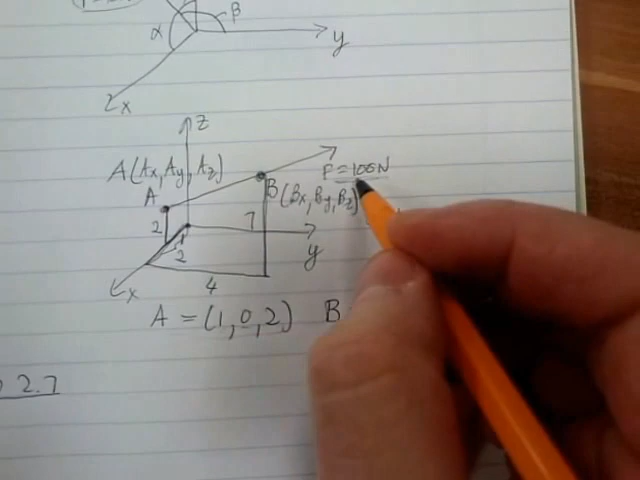 α
β
y
x
z
A(Ax, Ay, Az)
F = 100N
A
B
(Bx, By, Bz)
2
7
1
2
y
x
4
A = (1, 0, 2) B
2.7